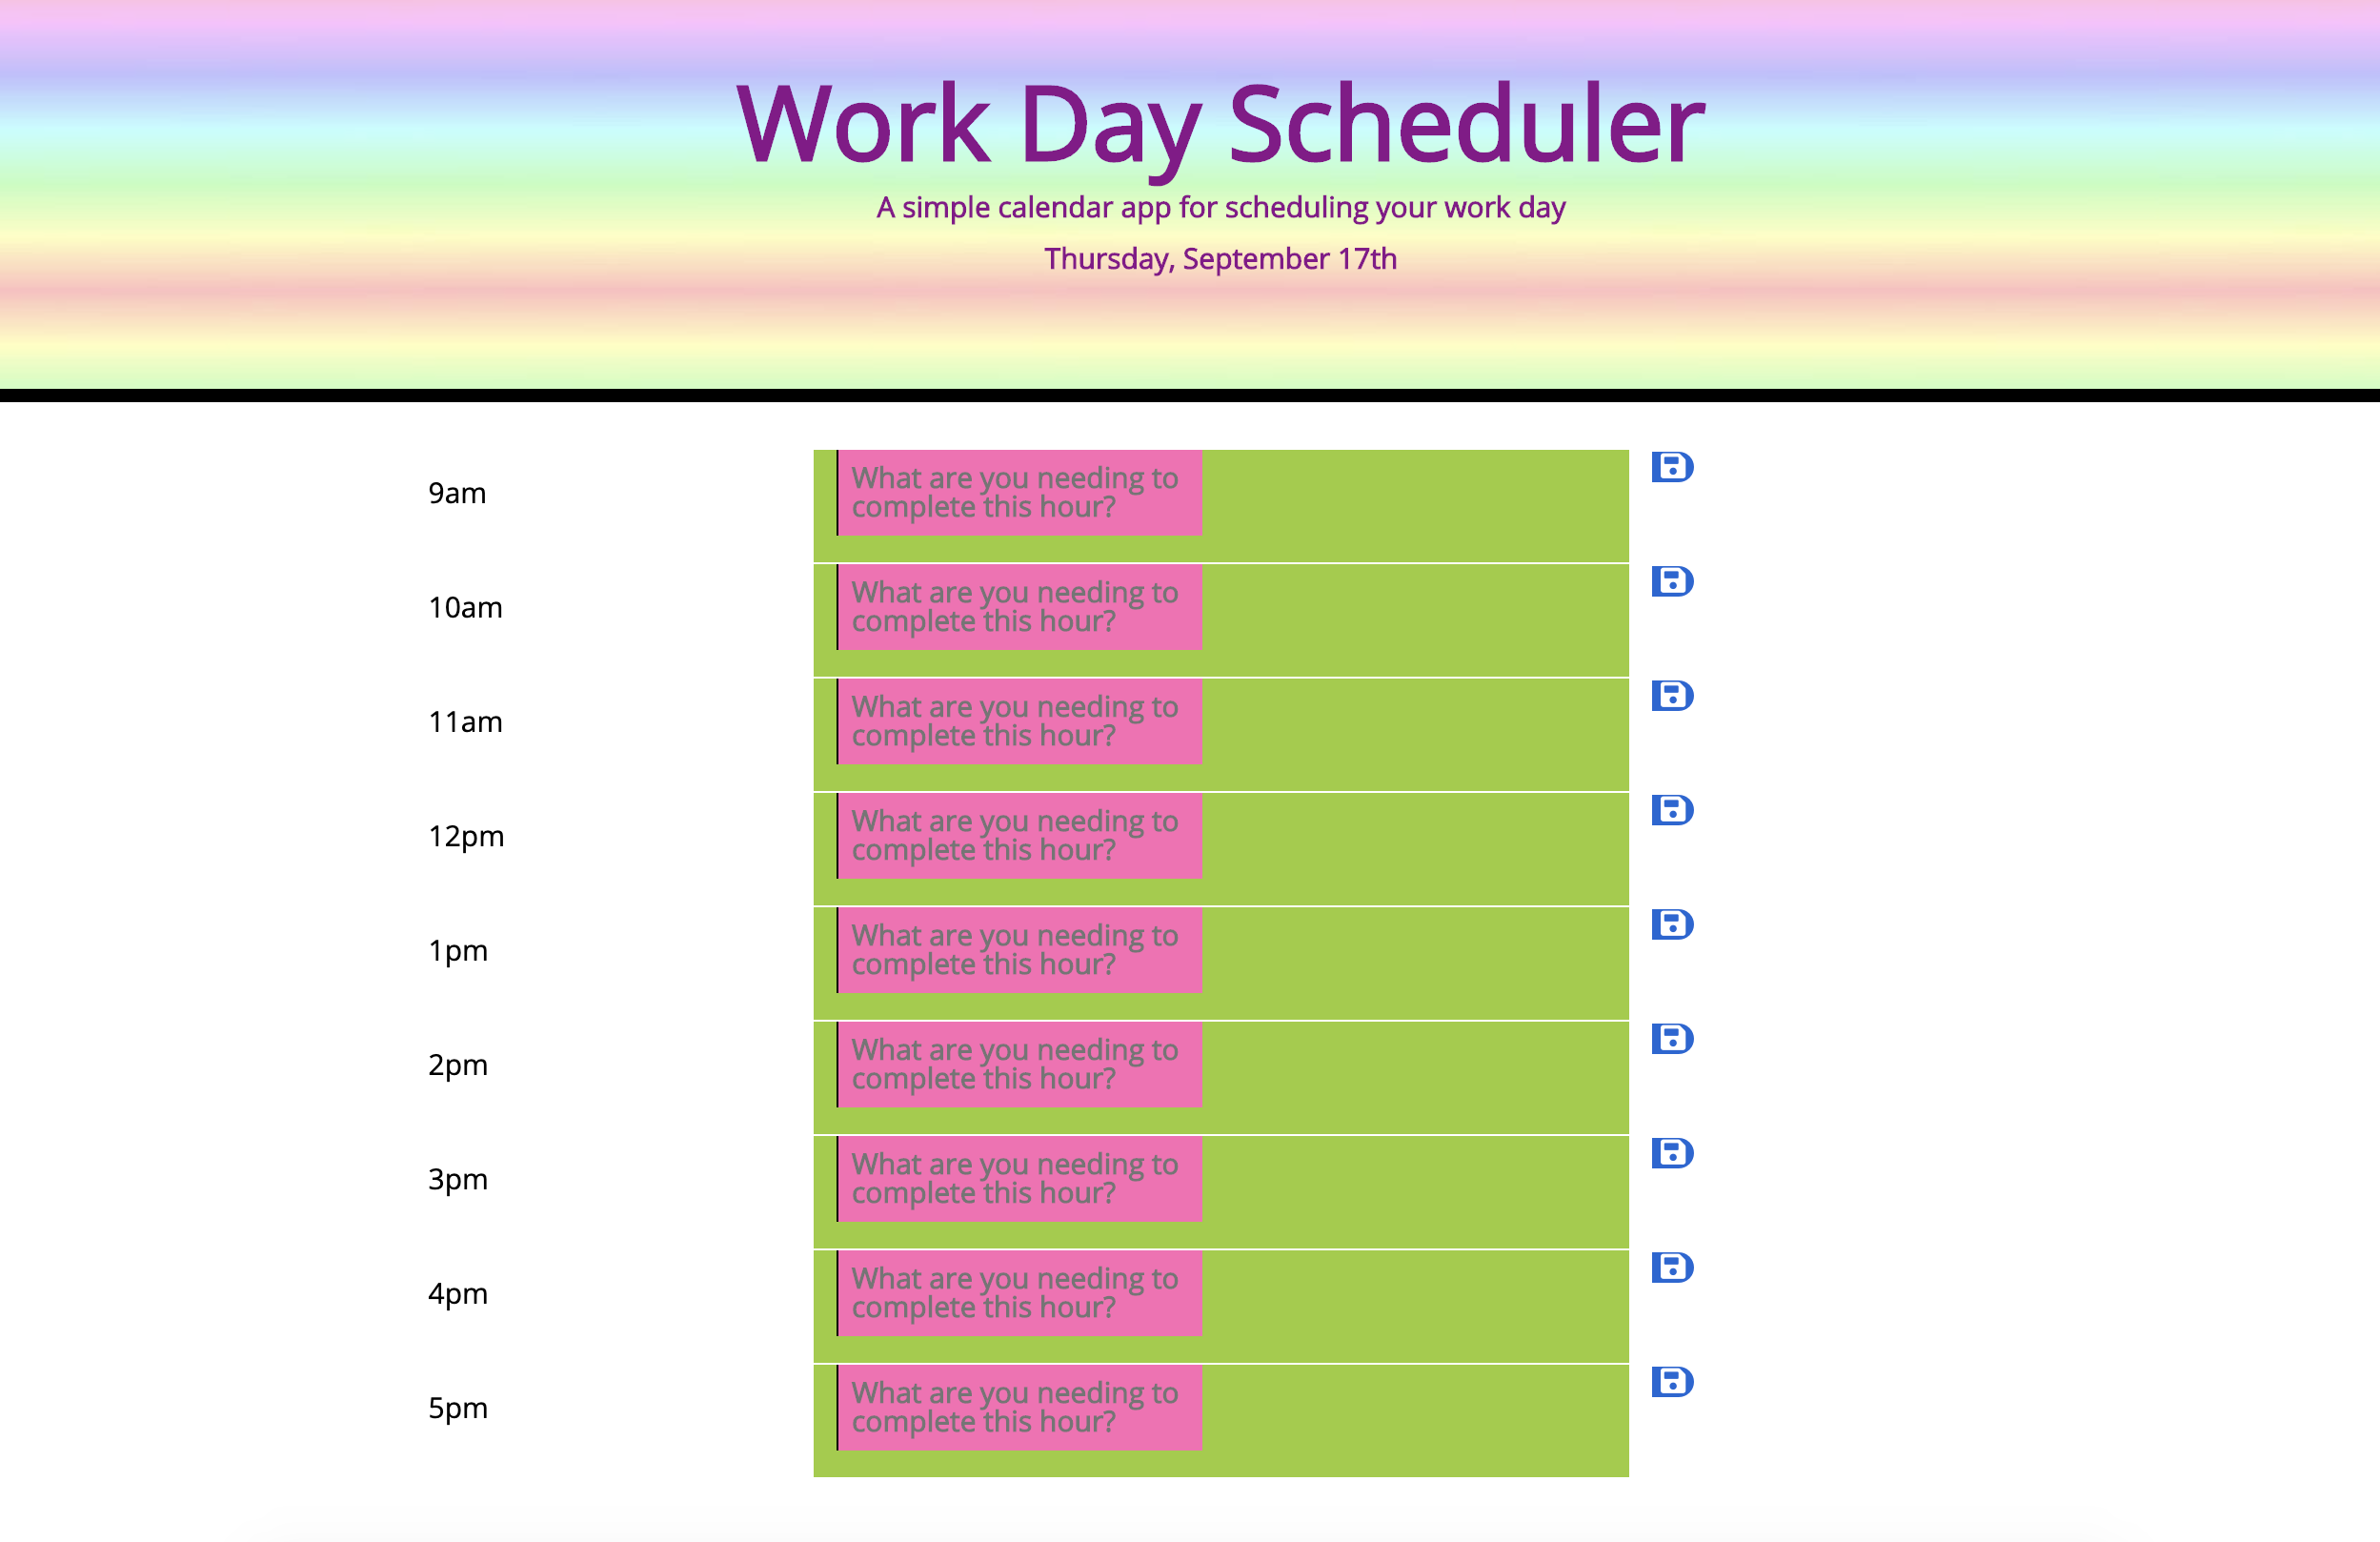 Work Day Scheduler
A simple calendar app for scheduling your work day
Thursday, September 17th
9am
What are you needing to
complete this hour?
10am
What are you needing to
complete this hour?
11am
What are you needing to
complete this hour?
12pm
What are you needing to
complete this hour?
1pm
What are you needing to
complete this hour?
2pm
What are you needing to
complete this hour?
3pm
What are you needing to
complete this hour?
4pm
What are you needing to
complete this hour?
5pm
What are you needing to
complete this hour?